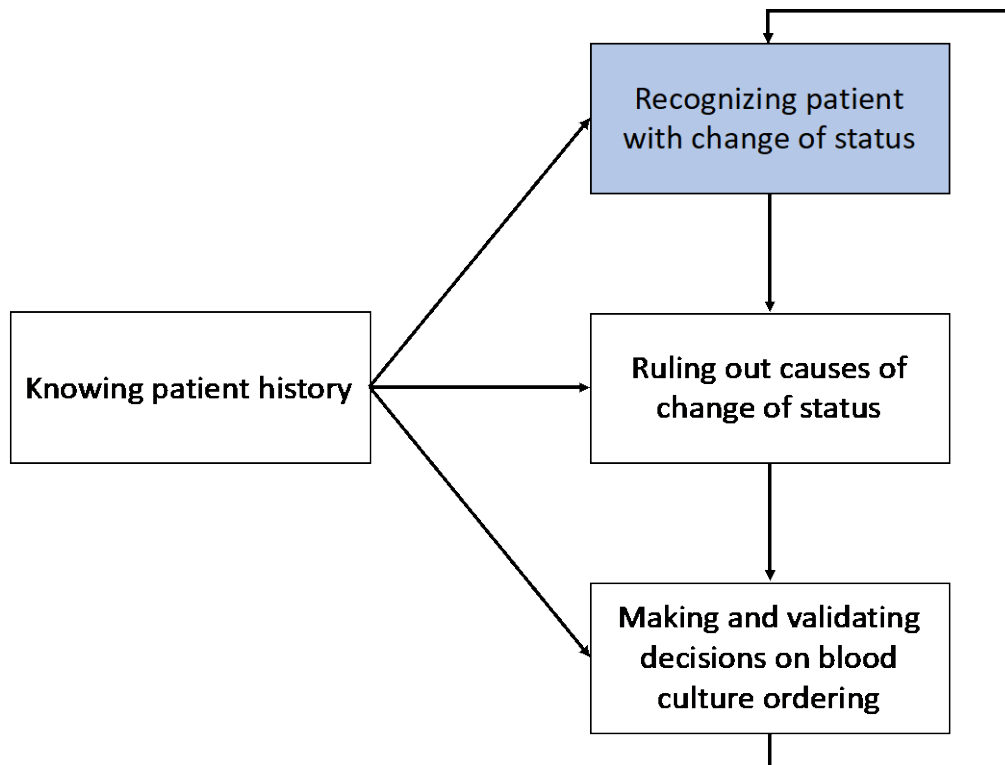 Recognizing patient
with change of status
Knowing patient history
Ruling out causes of
change of status
Making and validating
decisions on blood
culture ordering